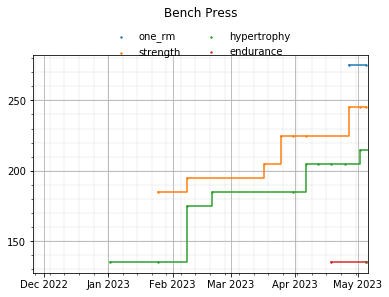 Bench Press
one_rm hypertrophy
strength endurance
250
200
150
Dec 2022 Jan 2023 Feb 2023 Mar 2023 Apr 2023 May 2023